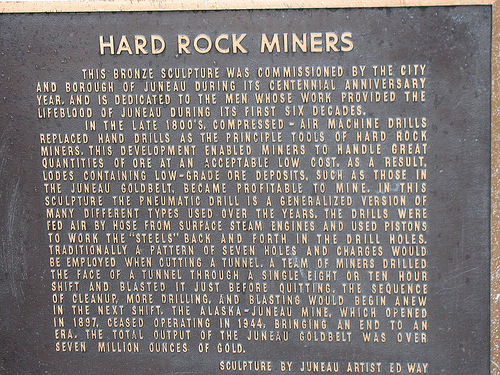 HARD ROCK MINERS
THIS BRONZE SCULPTURE WAS COMMISSIONED BY THE CITY
AND BOROUGH OF JUNEAU DURING ITS CENTENNIAL ANNIVERSARY
YEAR, AND IS DEDICATED TO THE MEN WHOSE WORK PROVIDED THE
LIFEBLOOD OF JUNEAU DURING ITS FIRST SIX DECADES.
IN THE LATE 1800'S, COMPRESSED-AIR MACHINE DRILLS
REPLACED HAND DRILLS AS THE PRINCIPLE TOOLS OF HARD ROCK
MINERS. THIS DEVELOPMENT ENABLED MINERS TO HANDLE GREAT
QUANTITIES OF ORE AT AN ACCEPTABLE LOW COST. AS A RESULT,
LODES CONTAINING LOW-GRADE ORE DEPOSITS, SUCH AS THOSE IN
THE JUNEAU GOLDBELT, BECAME PROFITABLE TO MINE. IN THIS
SCULPTURE THE PNEUMATIC DRILL IS A GENERALIZED VERSION OF
MANY DIFFERENT TYPES USED OVER THE YEARS. THE DRILLS WERE
FED AIR BY HOSE FROM SURFACE STEAM ENGINES AND USED PISTONS
TO WORK THE "STEELS" BACK AND FORTH IN THE DRILL HOLES.
TRADITIONALLY A PATTERN OF SEVEN HOLES AND CHARGES WOULD
BE EMPLOYED WHEN CUTTING A TUNNEL. A TEAM OF MINERS DRILLED
THE FACE OF A TUNNEL THROUGH A SINGLE EIGHT OR TEN HOUR
SHIFT AND BLASTED IT JUST BEFORE QUITTING. THE SEQUENCE
OF CLEANUP, MORE DRILLING, AND BLASTING WOULD BEGIN ANEW
IN THE NEXT SHIFT. THE ALASKA-JUNEAU MINE, WHICH OPENED
IN 1897, CEASED OPERATING IN 1944, BRINGING AN END TO AN
ERA. THE TOTAL OUTPUT OF THE JUNEAU GOLDBELT WAS OVER
SEVEN MILLION OUNCES OF GOLD.
SCULPTURE BY JUNEAU ARTIST ED WAY